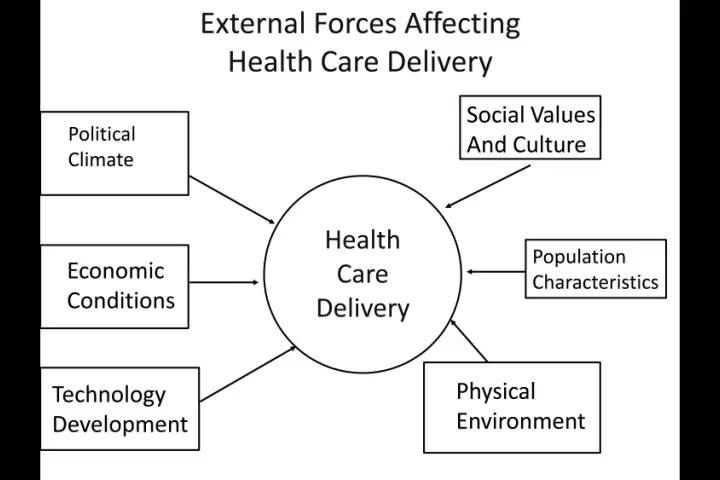 External Forces Affecting
Health Care Delivery
Political
Climate
Social Values
And Culture
Economic
Conditions
Health
Care
Delivery
Population
Characteristics
Technology
Development
Physical
Environment